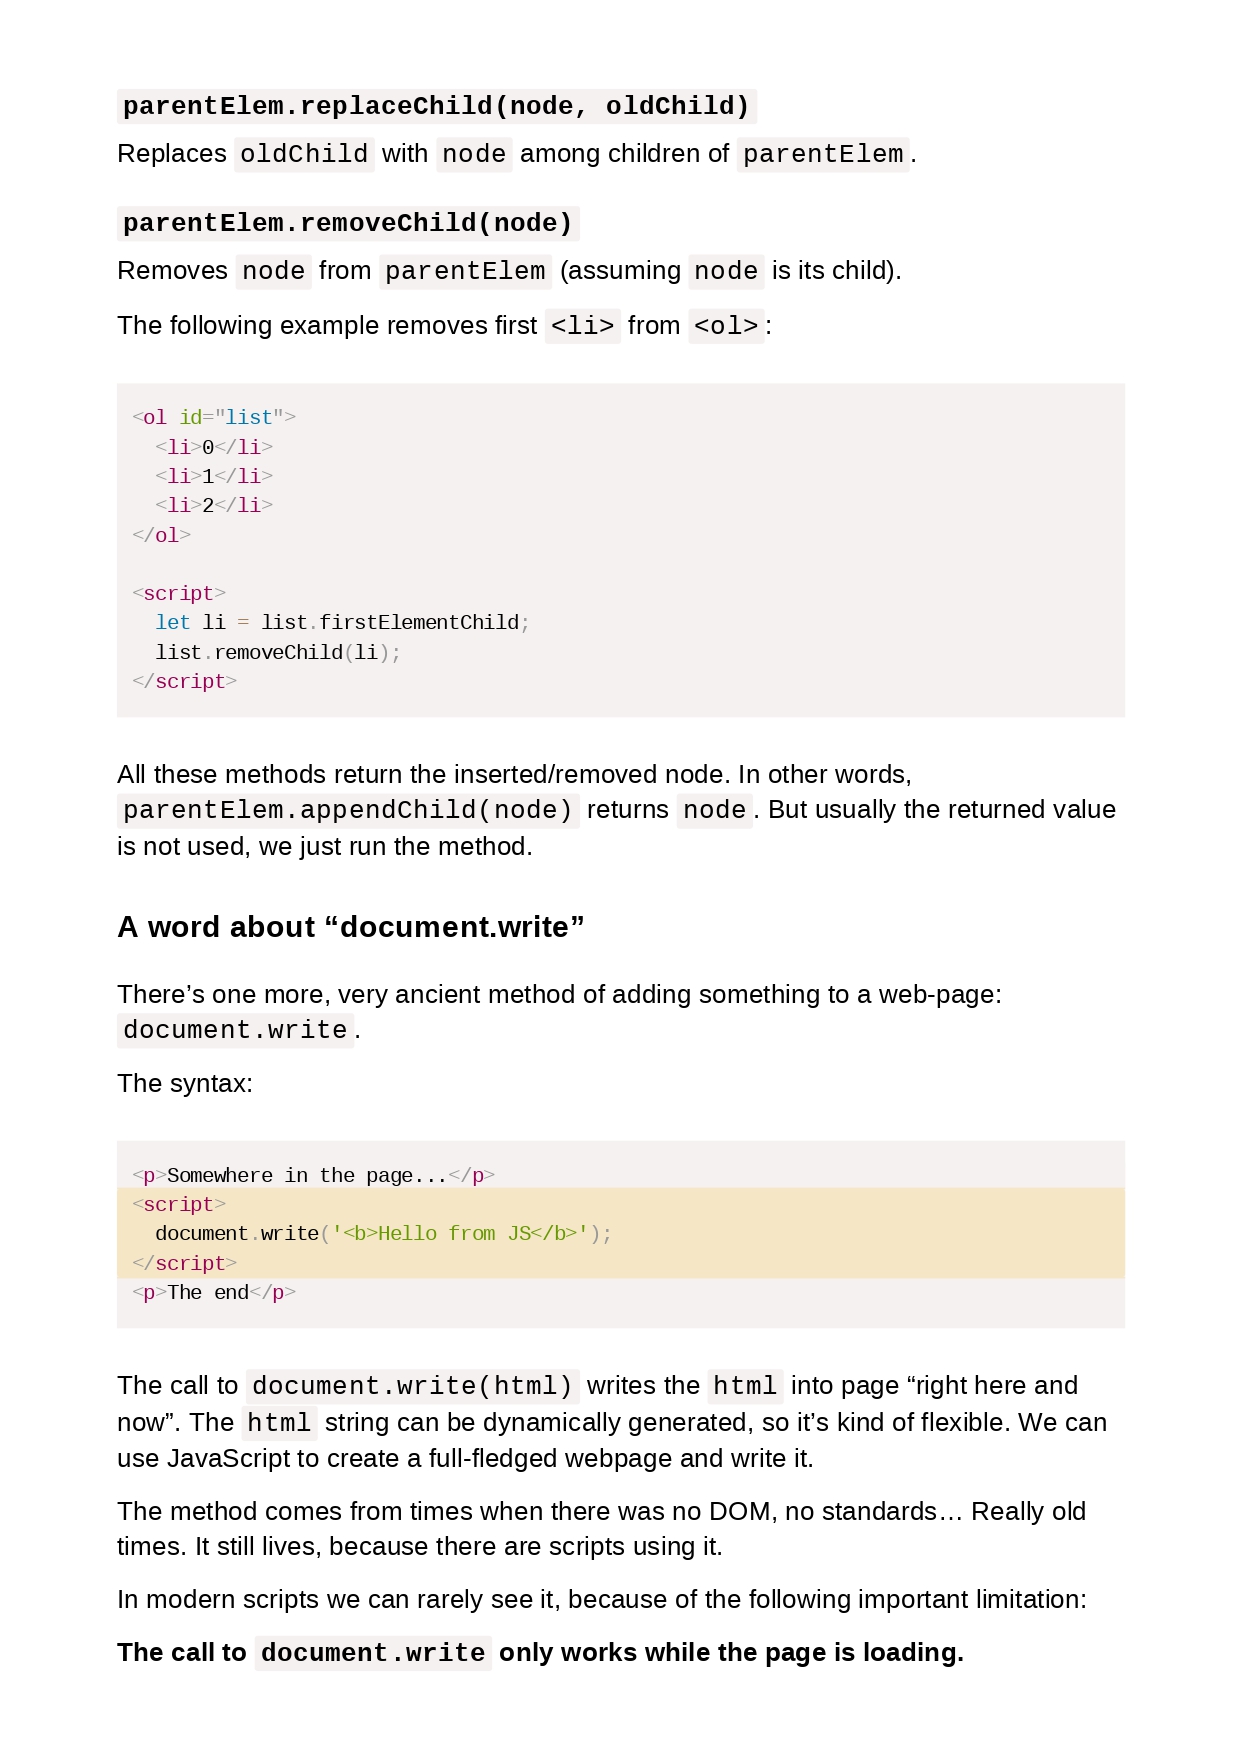 parentElem.replaceChild(node, oldChild)
Replaces oldChild with node among children of parentElem.
parentElem.removeChild(node)
Removes node from parentElem (assuming node is its child).
The following example removes first <li> from <ol>:
<ol id="list">
  <li>0</li>
  <li>1</li>
  <li>2</li>
</ol>
<script>
  let li = list.firstElementChild;
  list.removeChild(li);
</script>
All these methods return the inserted/removed node. In other words,
parentElem.appendChild(node) returns node. But usually the returned value
is not used, we just run the method.
A word about “document.write”
There’s one more, very ancient method of adding something to a web-page:
document.write.
The syntax:
<p>Somewhere in the page...</p>
<script>
  document.write('<b>Hello from JS</b>');
</script>
<p>The end</p>
The call to document.write(html) writes the html into page “right here and
now”. The html string can be dynamically generated, so it’s kind of flexible. We can
use JavaScript to create a full-fledged webpage and write it.
The method comes from times when there was no DOM, no standards… Really old
times. It still lives, because there are scripts using it.
In modern scripts we can rarely see it, because of the following important limitation:
The call to document.write only works while the page is loading.